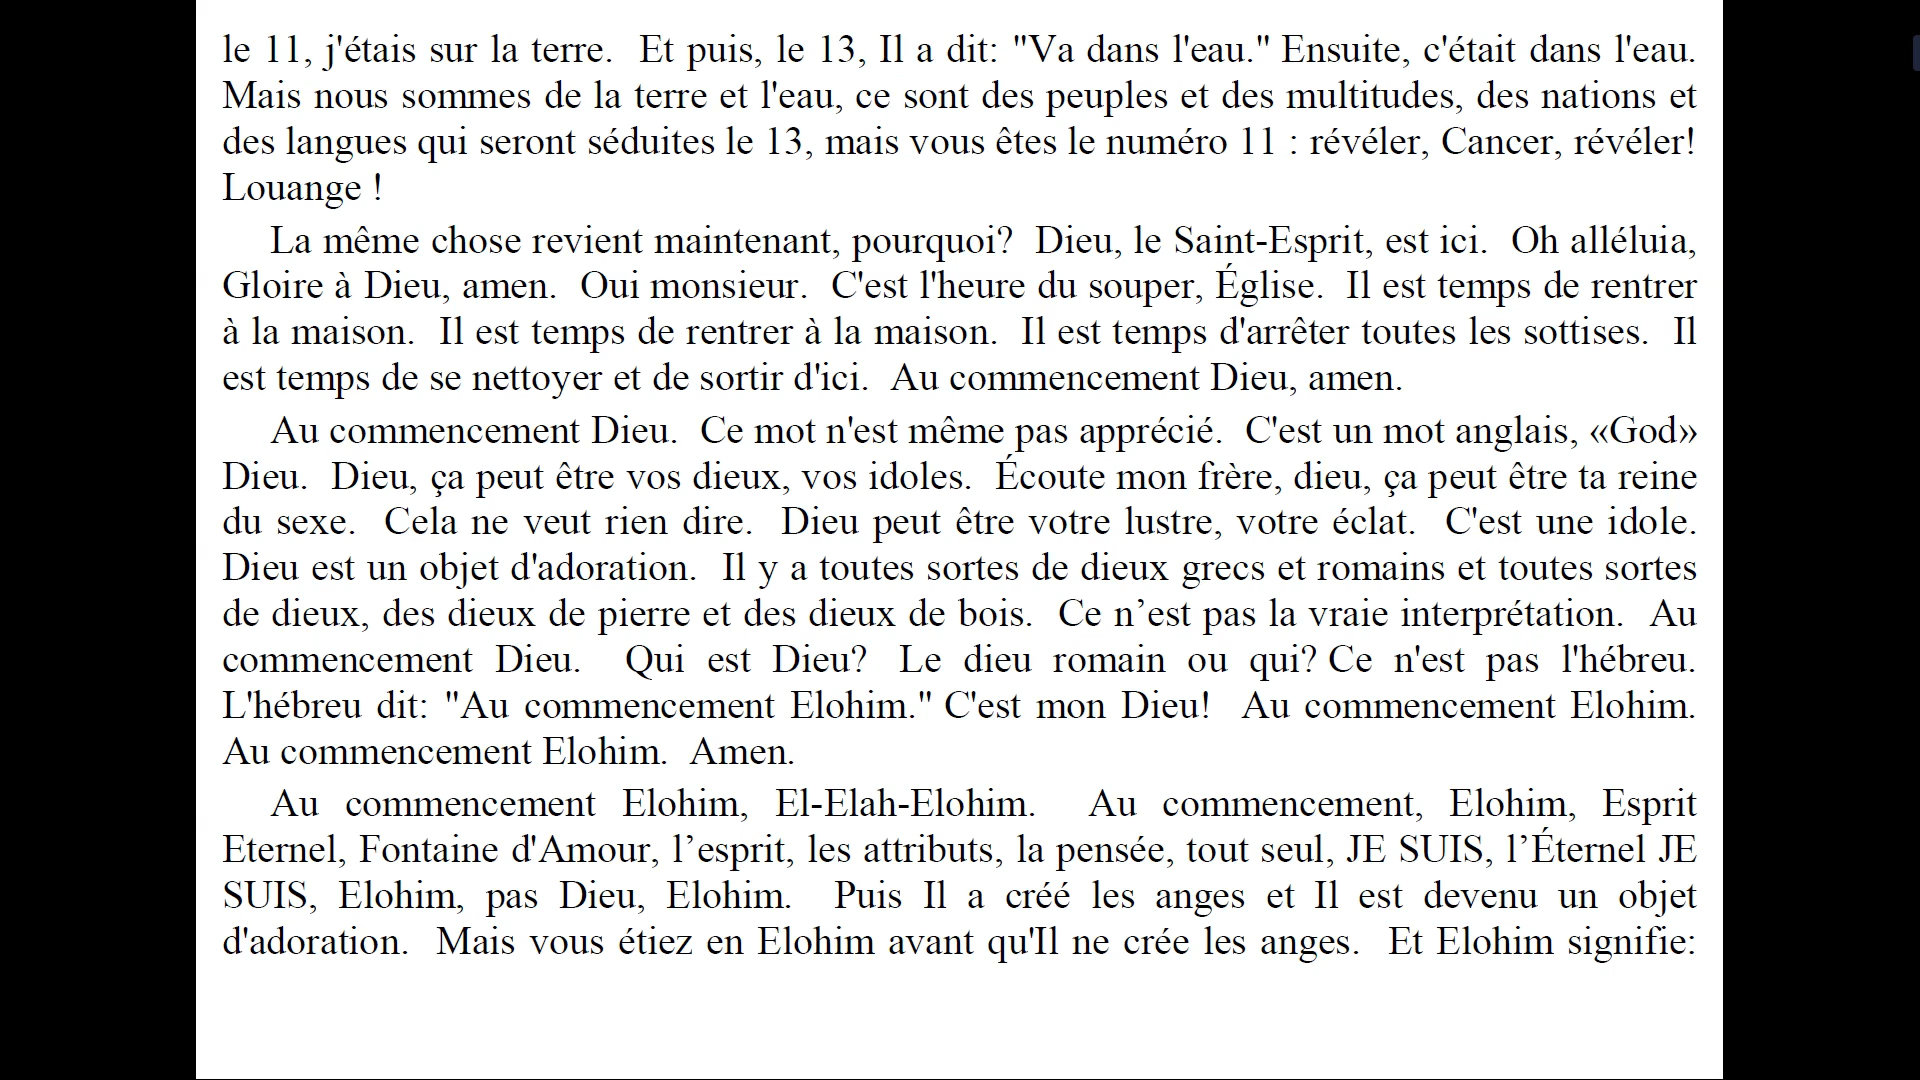 le 11, j'étais sur la terre.  Et puis, le 13, Il a dit: "Va dans l'eau." Ensuite, c'était dans l'eau.
Mais nous sommes de la terre et l'eau, ce sont des peuples et des multitudes, des nations et
des langues qui seront séduites le 13, mais vous êtes le numéro 11 : révéler, Cancer, révéler!
Louange !
La même chose revient maintenant, pourquoi?  Dieu, le Saint-Esprit, est ici.  Oh alléluia,
Gloire à Dieu, amen.  Oui monsieur.  C'est l'heure du souper, Église.  Il est temps de rentrer
à la maison.  Il est temps de rentrer à la maison.  Il est temps d'arrêter toutes les sottises.  Il
est temps de se nettoyer et de sortir d'ici.  Au commencement Dieu, amen.
Au commencement Dieu.  Ce mot n'est même pas apprécié.  C'est un mot anglais, «God»
Dieu.  Dieu, ça peut être vos dieux, vos idoles.  Écoute mon frère, dieu, ça peut être ta reine
du sexe.  Cela ne veut rien dire.  Dieu peut être votre lustre, votre éclat.  C'est une idole.
Dieu est un objet d'adoration.  Il y a toutes sortes de dieux grecs et romains et toutes sortes
de dieux, des dieux de pierre et des dieux de bois.  Ce n’est pas la vraie interprétation.  Au
commencement Dieu.  Qui est Dieu?  Le dieu romain ou qui? Ce n'est pas l'hébreu.
L'hébreu dit: "Au commencement Elohim." C'est mon Dieu!  Au commencement Elohim.
Au commencement Elohim.  Amen.
Au commencement Elohim, El-Elah-Elohim.  Au commencement, Elohim, Esprit
Eternel, Fontaine d'Amour, l’esprit, les attributs, la pensée, tout seul, JE SUIS, l’Éternel JE
SUIS, Elohim, pas Dieu, Elohim.  Puis Il a créé les anges et Il est devenu un objet
d'adoration.  Mais vous étiez en Elohim avant qu'Il ne crée les anges.  Et Elohim signifie: